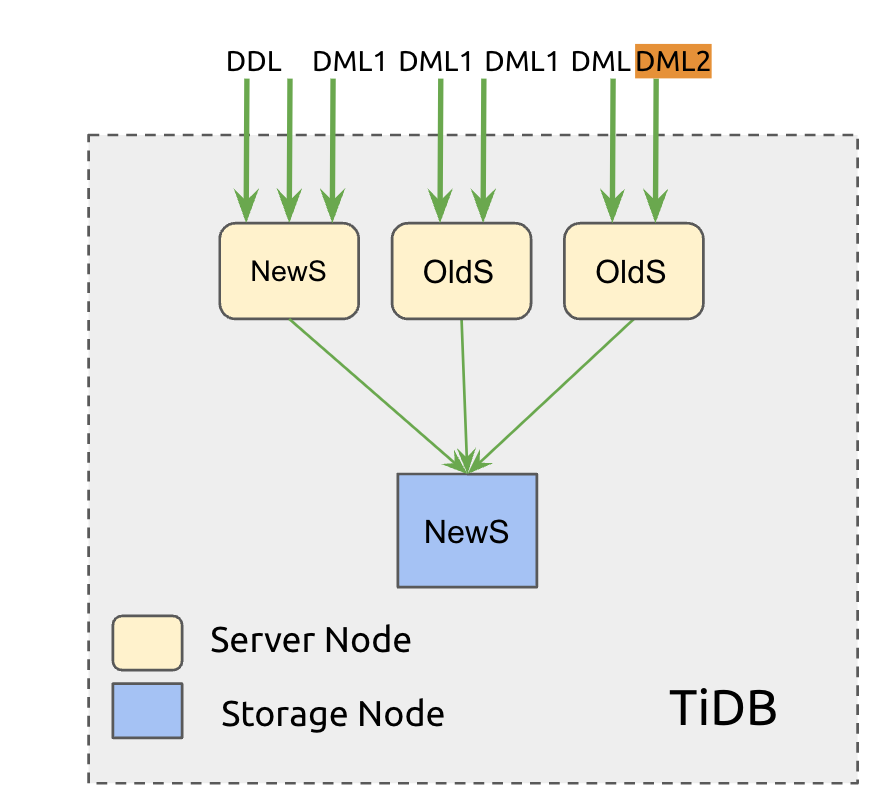 DDL DML1 DML1 DML1 DML DML2
NewS OldS OldS
NewS
Server Node
Storage Node
TiDB